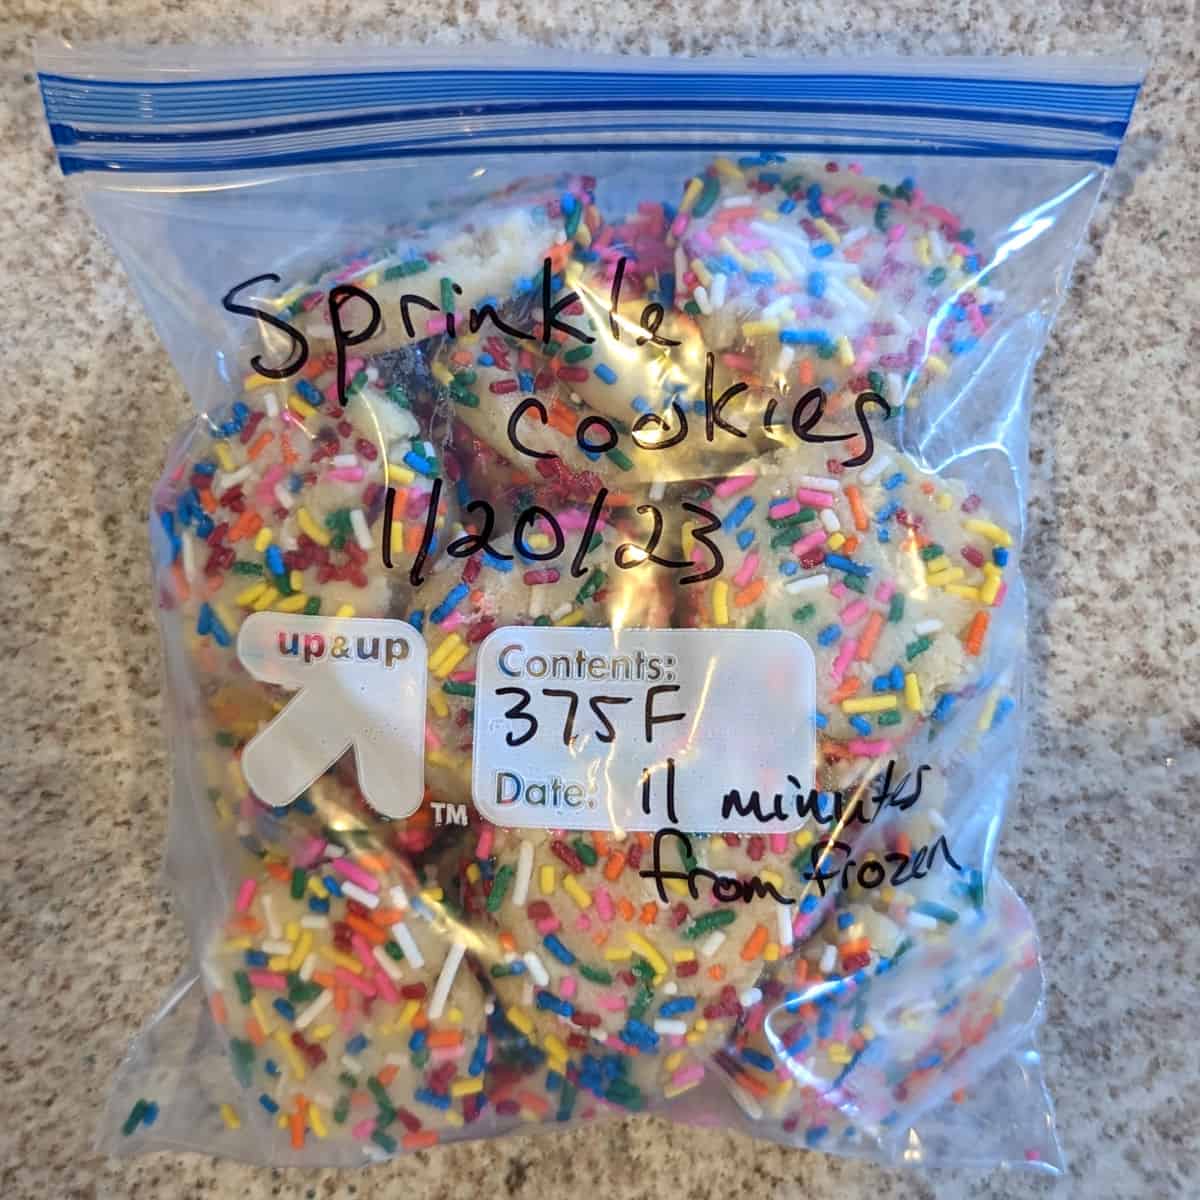 Sprinkle
cookies
1/20/23
up&up
TM
Contents:
375F
Date: 11 minutes
from frozen